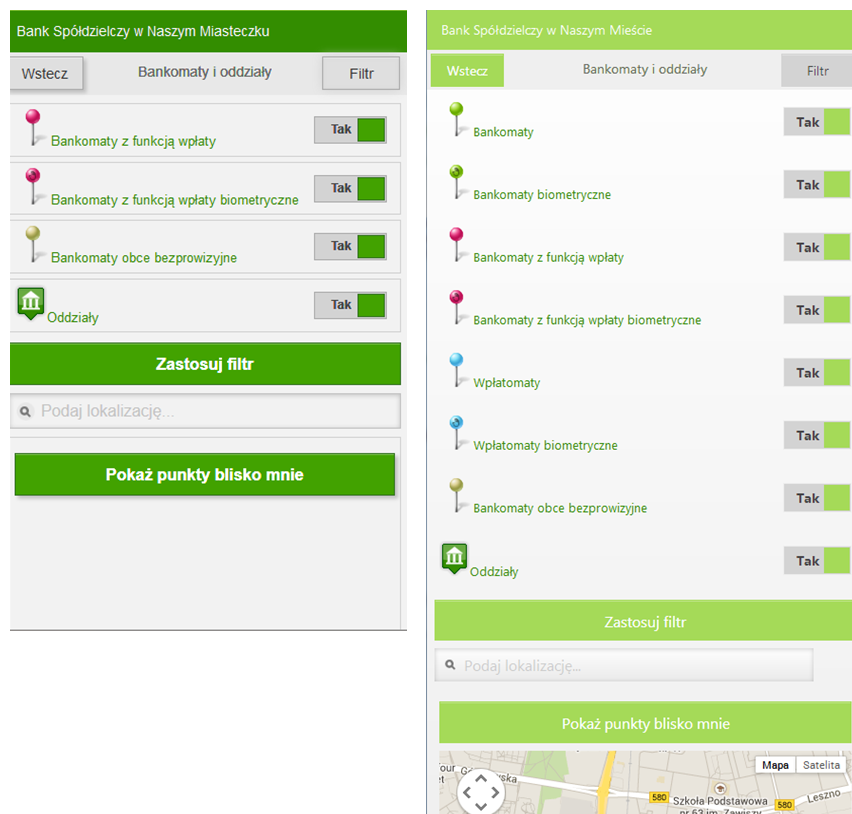 Bank Spółdzielczy w Naszym Miasteczku
Wstecz
Bankomaty i oddziały
Filtr
Bankomaty z funkcją wpłaty
Tak
Bankomaty z funkcją wpłaty biometryczne
Tak
Bankomaty obce bezprowizyjne
Tak
Oddziały
Tak
Zastosuj filtr
Podaj lokalizację...
Pokaż punkty blisko mnie
Bank Spółdzielczy w Naszym Mieście
Wstecz
Bankomaty i oddziały
Filtr
Bankomaty
Tak
Bankomaty biometryczne
Tak
Bankomaty z funkcją wpłaty
Tak
Bankomaty z funkcją wpłaty biometryczne
Tak
Wpłatomaty
Tak
Wpłatomaty biometryczne
Tak
Bankomaty obce bezprowizyjne
Tak
Oddziały
Tak
Zastosuj filtr
Podaj lokalizację...
Pokaż punkty blisko mnie
Mapa
Satelita
580
Szkoła Podstawowa
nr 63 im. Zawiszy
580
Leszno